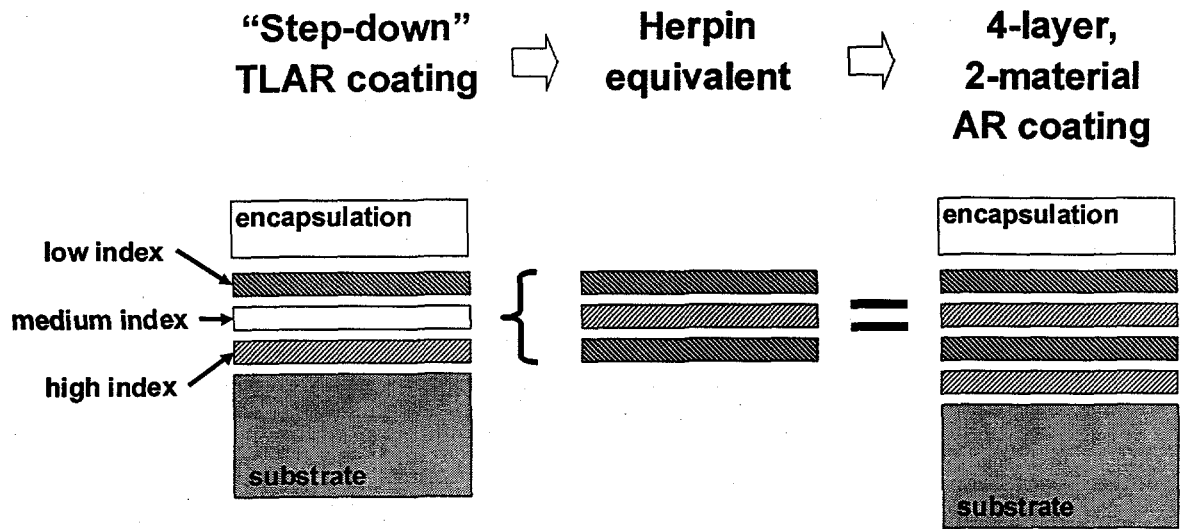 “Step-down”
TLAR coating
Herpin
equivalent
4-layer,
2-material
AR coating
encapsulation
low index
medium index
high index
substrate
encapsulation
substrate